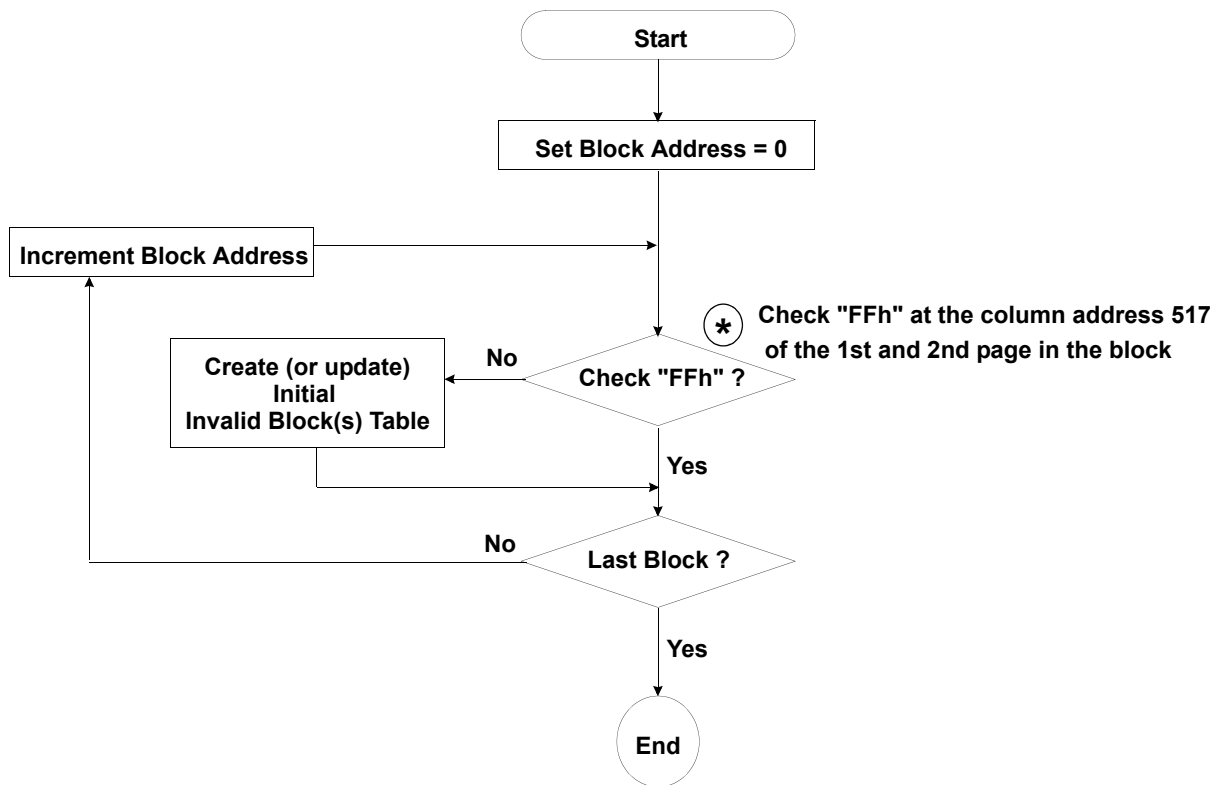 Start
Set Block Address = 0
Increment Block Address
* Check "FFh" at the column address 517
of the 1st and 2nd page in the block
No
Create (or update)
Initial
Invalid Block(s) Table
Check "FFh" ?
Yes
No
Last Block ?
Yes
End